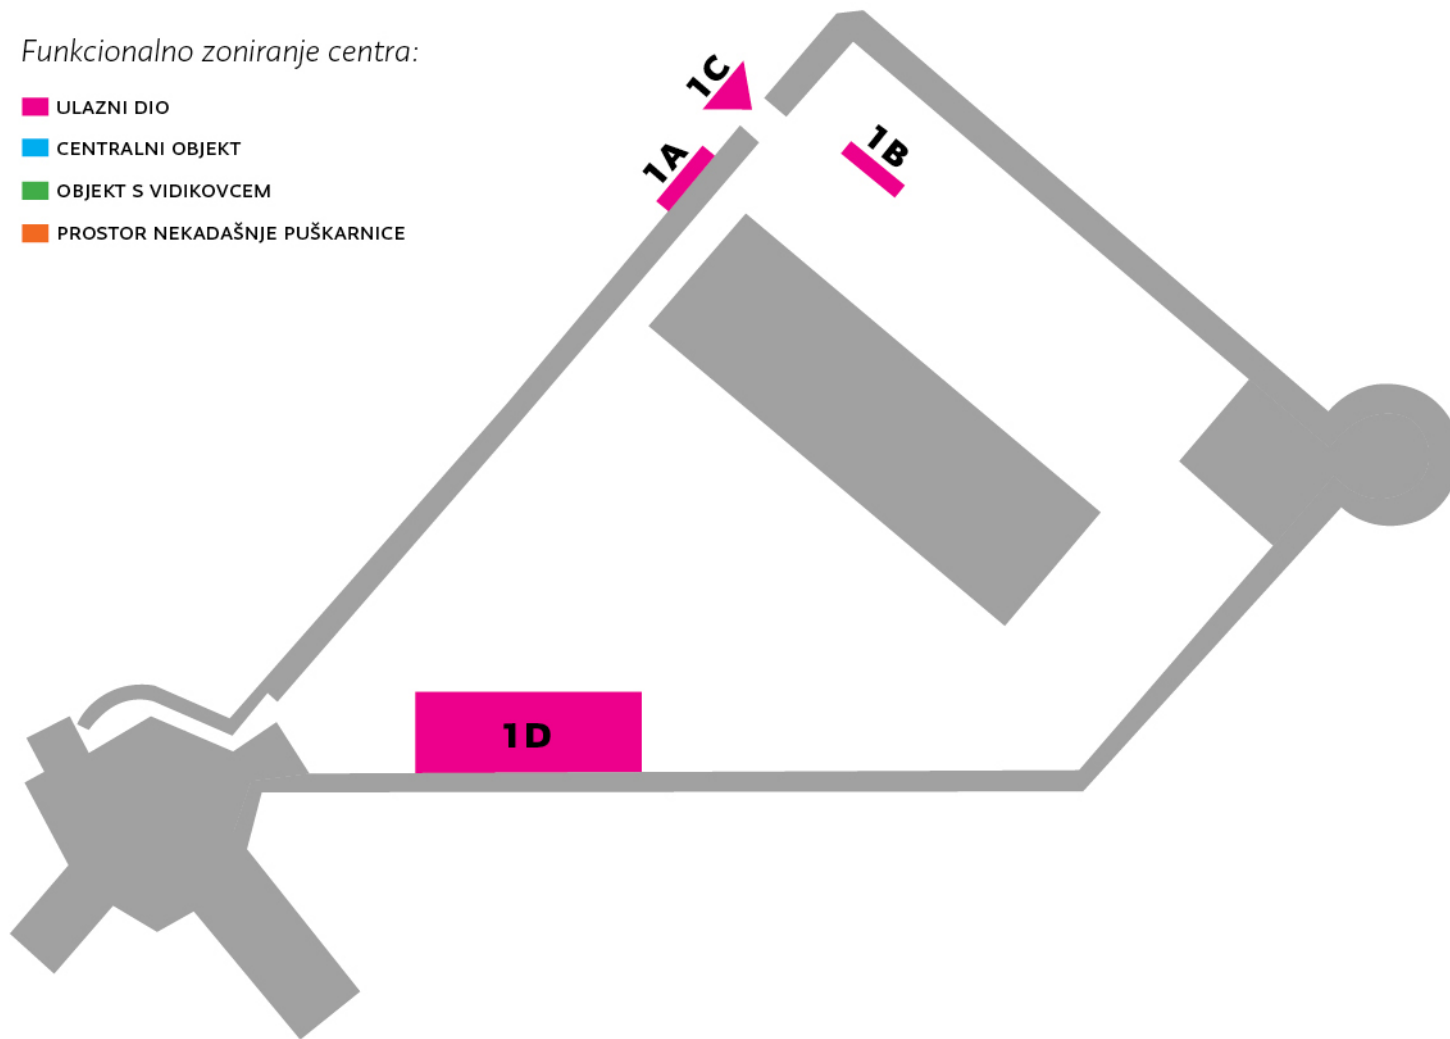 Funkcionalno zoniranje centra:
ULAZNI DIO
CENTRALNI OBJEKT
OBJEKT S VIDIKOVCEM
PROSTOR NEKADAŠNJE PUŠKARNICE
1C
1A
1B
1D